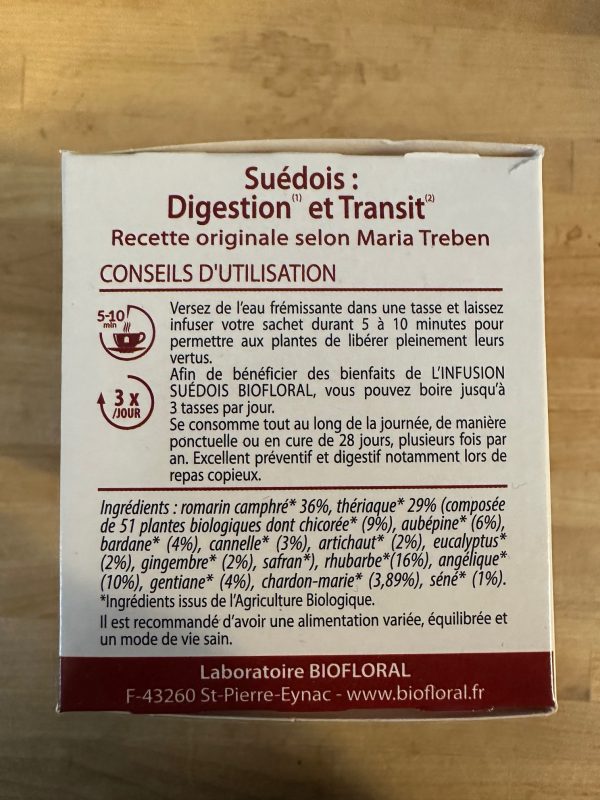 Suédois :
Digestion(1) et Transit(2)
Recette originale selon Maria Treben
CONSEILS D'UTILISATION
5-10
min
Versez de l'eau frémissante dans une tasse et laissez
infuser votre sachet durant 5 à 10 minutes pour
permettre aux plantes de libérer pleinement leurs
vertus.
3 x
/JOUR
Afin de bénéficier des bienfaits de L'INFUSION
SUÉDOIS BIOFLORAL, vous pouvez boire jusqu'à
3 tasses par jour.
Se consomme tout au long de la journée, de manière
ponctuelle ou en cure de 28 jours, plusieurs fois par
an. Excellent préventif et digestif notamment lors de
repas copieux.
Ingrédients : romarin camphré* 36%, thériaque* 29% (composée
de 51 plantes biologiques dont chicorée* (9%), aubépine* (6%),
bardane* (4%), cannelle* (3%), artichaut* (2%), eucalyptus*
(2%), gingembre* (2%), safran*), rhubarbe*(16%), angélique*
(10%), gentiane* (4%), chardon-marie* (3,89%), séné* (1%).
*Ingrédients issus de l'Agriculture Biologique.
Il est recommandé d'avoir une alimentation variée, équilibrée et
un mode de vie sain.
Laboratoire BIOFLORAL
F-43260 St-Pierre-Eynac - www.biofloral.fr